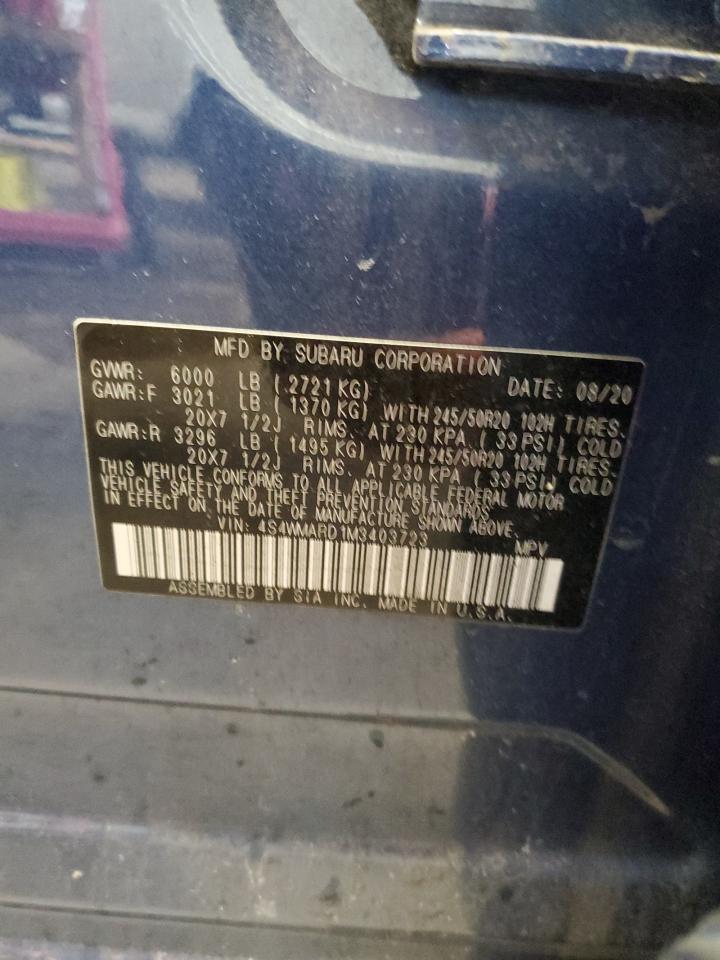 MFD BY SUBARU CORPORATION
GVWR: 6000 LB (2721 KG) DATE: 08/20
GAWR:F 3021 LB (1370 KG) WITH 245/50R20 102H TIRES.
20X7 1/2J RIMS. AT 230 KPA (33 PSI) COLD
GAWR:R 3296 LB (1495 KG) WITH 245/50R20 102H TIRES.
20X7 1/2J RIMS. AT 230 KPA (33 PSI) COLD
THIS VEHICLE CONFORMS TO ALL APPLICABLE FEDERAL MOTOR
VEHICLE SAFETY AND THEFT PREVENTION STANDARDS
IN EFFECT ON THE DATE OF MANUFACTURE SHOWN ABOVE.
VIN: 4S4WMARD1M3403723 MPV
ASSEMBLED BY SIA INC. MADE IN U.S.A.